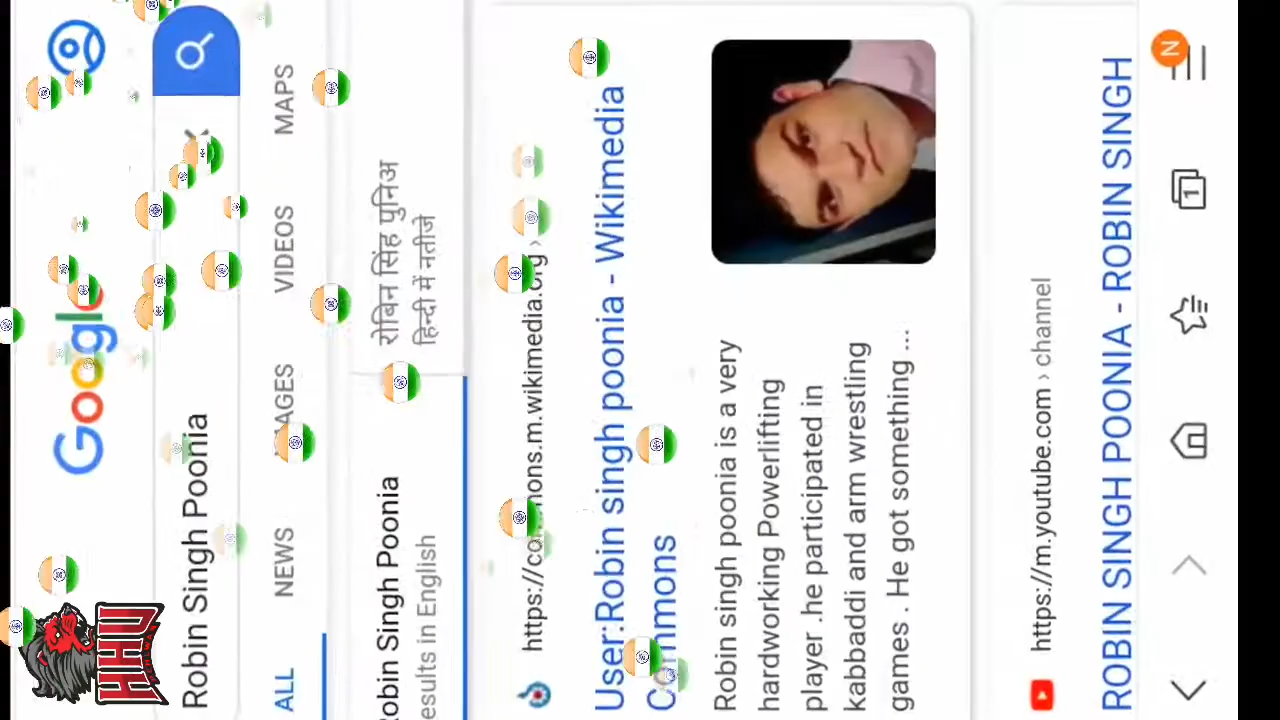 Google
Robin Singh Poonia
ALL NEWS VIDEOS MAPS
Robin Singh Poonia
results in English
रोबिन सिंह पुनिअ
हिन्दी में नतीजे
https://commons.m.wikimedia.org ›
User:Robin singh poonia - Wikimedia
Commons
Robin singh poonia is a very
hardworking Powerlifting
player .he participated in
kabbaddi and arm wrestling
games . He got something ...
https://m.youtube.com › channel
ROBIN SINGH POONIA - ROBIN SINGH
1
N